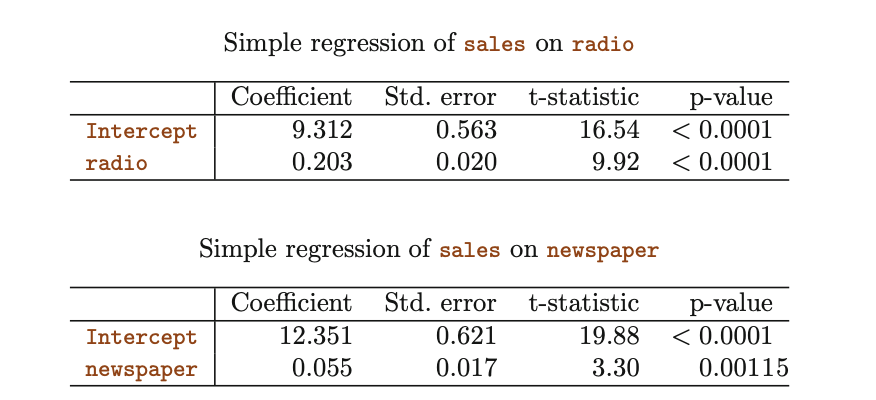 Simple regression of sales on radio
Coefficient Std. error t-statistic p-value
Intercept 9.312 0.563 16.54 < 0.0001
radio 0.203 0.020 9.92 < 0.0001
Simple regression of sales on newspaper
Coefficient Std. error t-statistic p-value
Intercept 12.351 0.621 19.88 < 0.0001
newspaper 0.055 0.017 3.30 0.00115